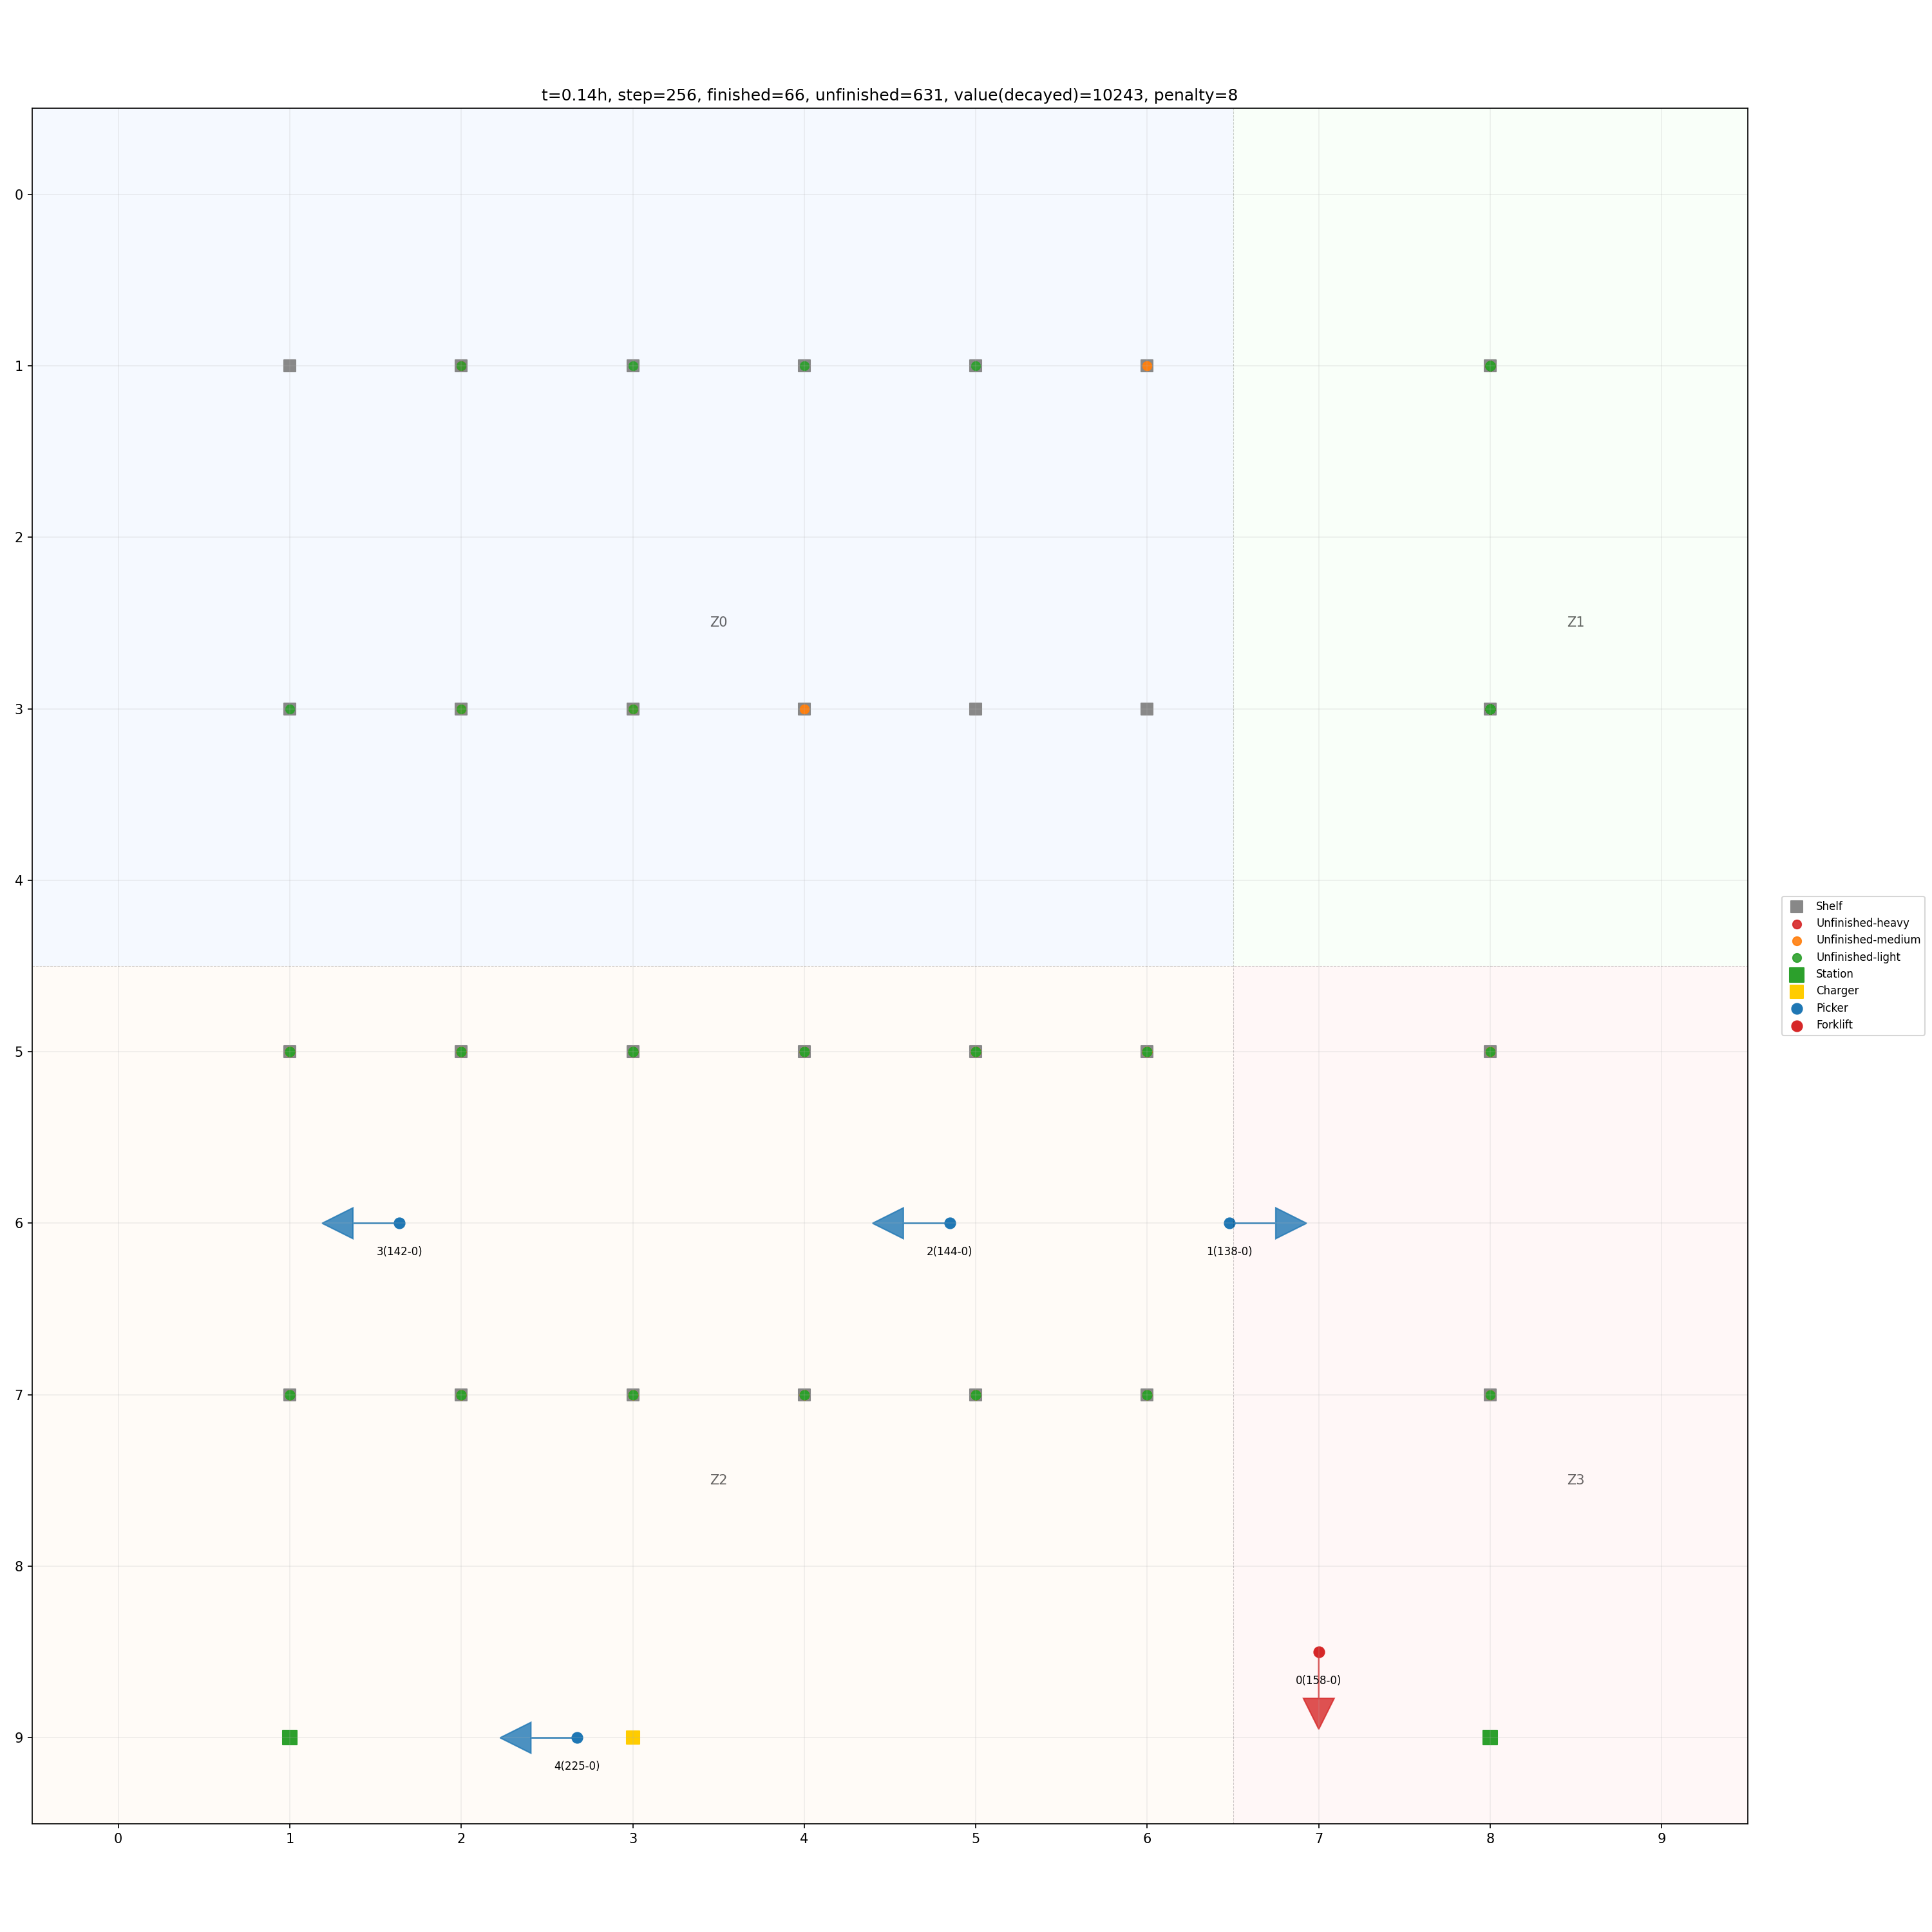 t=0.14h, step=256, finished=66, unfinished=631, value(decayed)=10243, penalty=8
0
1
2
Z0
Z1
3
4
Shelf
Unfinished-heavy
Unfinished-medium
Unfinished-light
Station
Charger
Picker
Forklift
5
6
3(142-0)
2(144-0)
1(138-0)
7
Z2
Z3
8
0(158-0)
9
4(225-0)
0
1
2
3
4
5
6
7
8
9